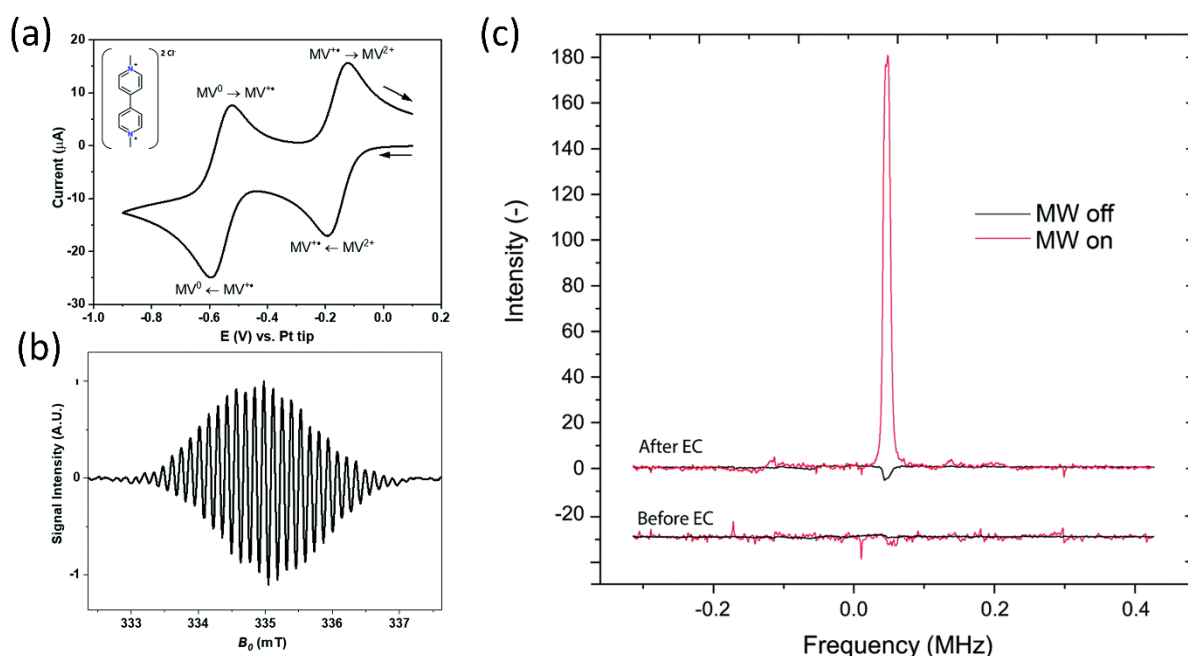 (a)
2 Cl⁻
N
+
N
+
MV⁺• → MV²⁺
MV⁰ → MV⁺•
MV⁺• ← MV²⁺
MV⁰ ← MV⁺•
20
10
0
-10
-20
-30
Current (µA)
-1.0 -0.8 -0.6 -0.4 -0.2 0.0 0.2
E (V) vs. Pt tip
(b)
1
0
-1
Signal Intensity (A.U.)
333 334 335 336 337
B₀ (mT)
(c)
180
160
140
120
100
80
60
40
20
0
-20
Intensity (-)
MW off
MW on
After EC
Before EC
-0.2 0.0 0.2 0.4
Frequency (MHz)